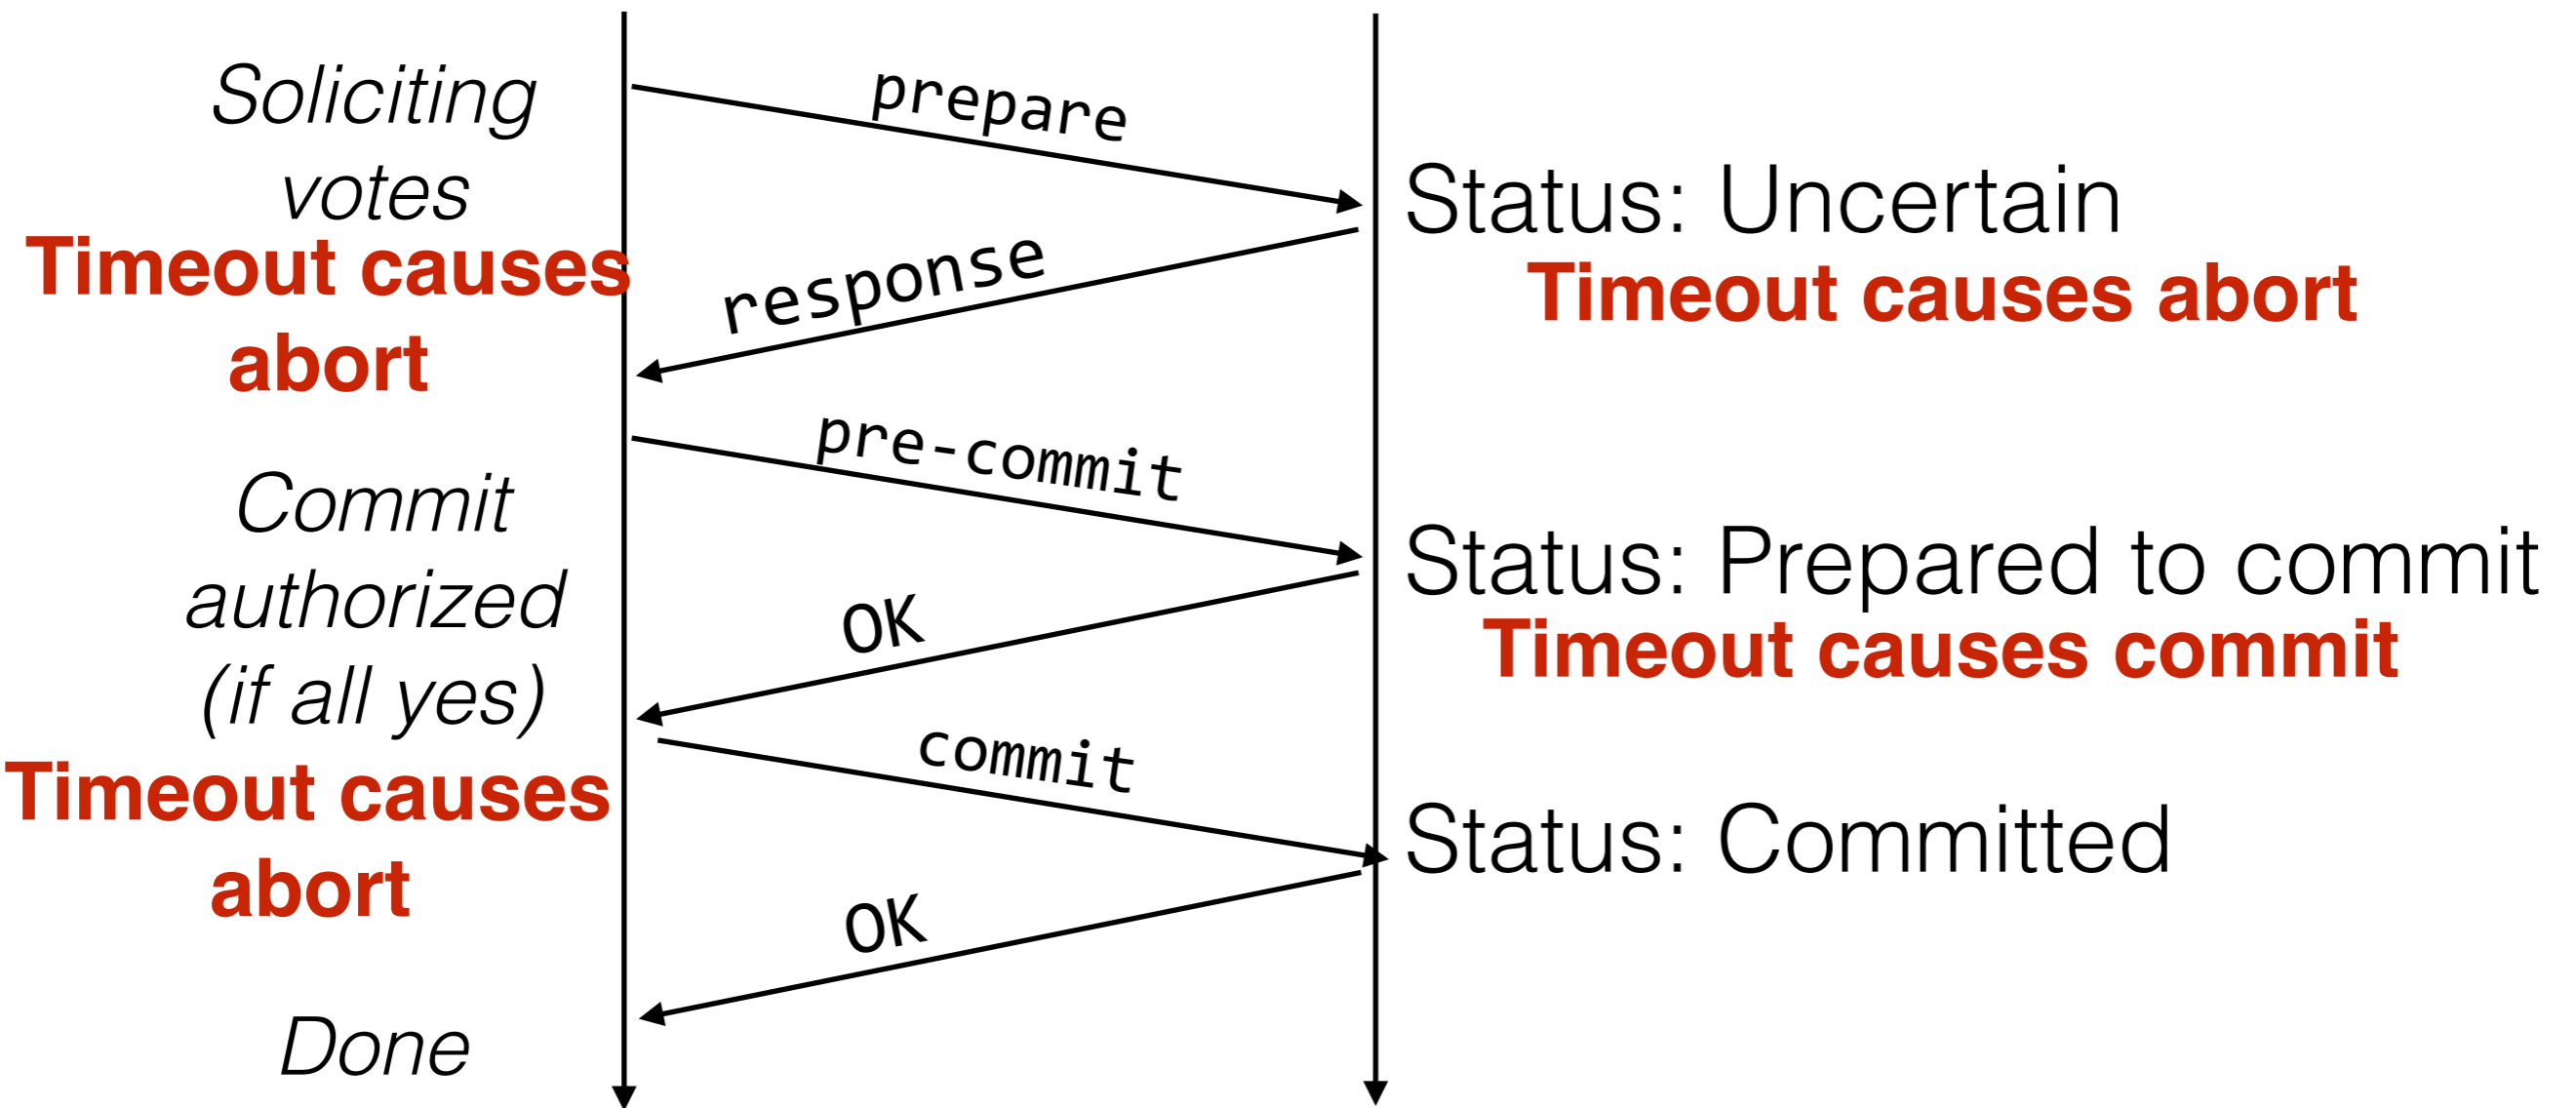 Soliciting
votes
Timeout causes
abort
prepare
Status: Uncertain
Timeout causes abort
response
pre-commit
Commit
authorized
(if all yes)
Timeout causes
abort
Status: Prepared to commit
Timeout causes commit
OK
commit
Status: Committed
OK
Done